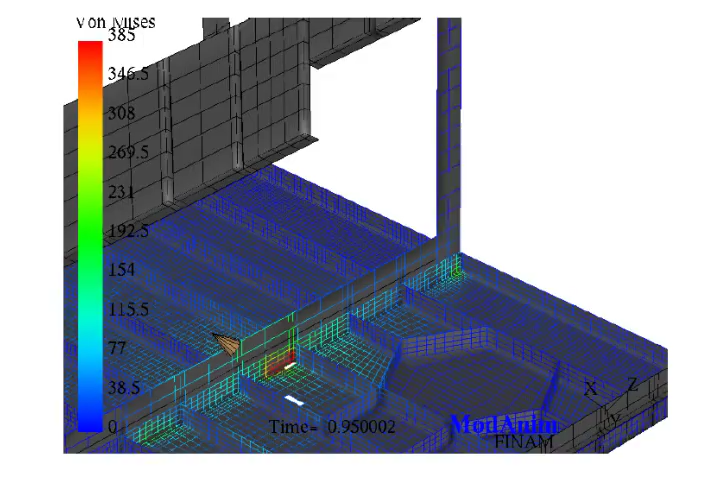 Von Mises
385
346.5
308
269.5
231
192.5
154
115.5
77
38.5
0
X
Z
Y
Time= 0.950002
ModAnim
FINAM